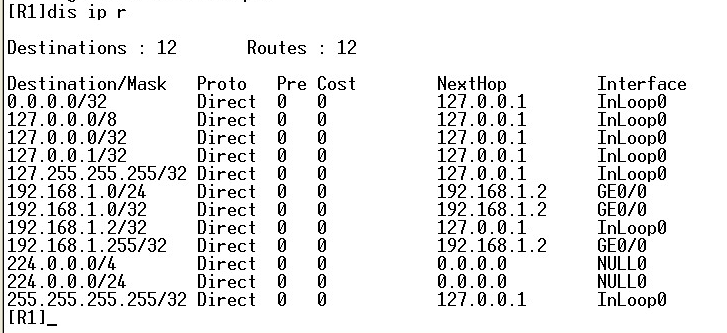 [R1]dis ip r
Destinations : 12       Routes : 12
Destination/Mask   Proto   Pre Cost        NextHop         Interface
0.0.0.0/32         Direct  0   0           127.0.0.1       InLoop0
127.0.0.0/8        Direct  0   0           127.0.0.1       InLoop0
127.0.0.0/32       Direct  0   0           127.0.0.1       InLoop0
127.0.0.1/32       Direct  0   0           127.0.0.1       InLoop0
127.255.255.255/32 Direct  0   0           127.0.0.1       InLoop0
192.168.1.0/24     Direct  0   0           192.168.1.2     GE0/0
192.168.1.0/32     Direct  0   0           192.168.1.2     GE0/0
192.168.1.2/32     Direct  0   0           127.0.0.1       InLoop0
192.168.1.255/32   Direct  0   0           192.168.1.2     GE0/0
224.0.0.0/4        Direct  0   0           0.0.0.0         NULL0
224.0.0.0/24       Direct  0   0           0.0.0.0         NULL0
255.255.255.255/32 Direct  0   0           127.0.0.1       InLoop0
[R1]_